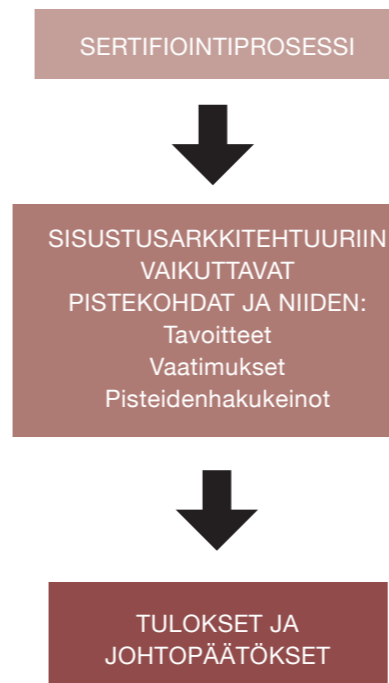 SERTIFIOINTIPROSESSI
SISUSTUSARKKITEHTUURIIN
VAIKUTTAVAT
PISTEKOHDAT JA NIIDEN:
Tavoitteet
Vaatimukset
Pisteidenhakukeinot
TULOKSET JA
JOHTOPÄÄTÖKSET